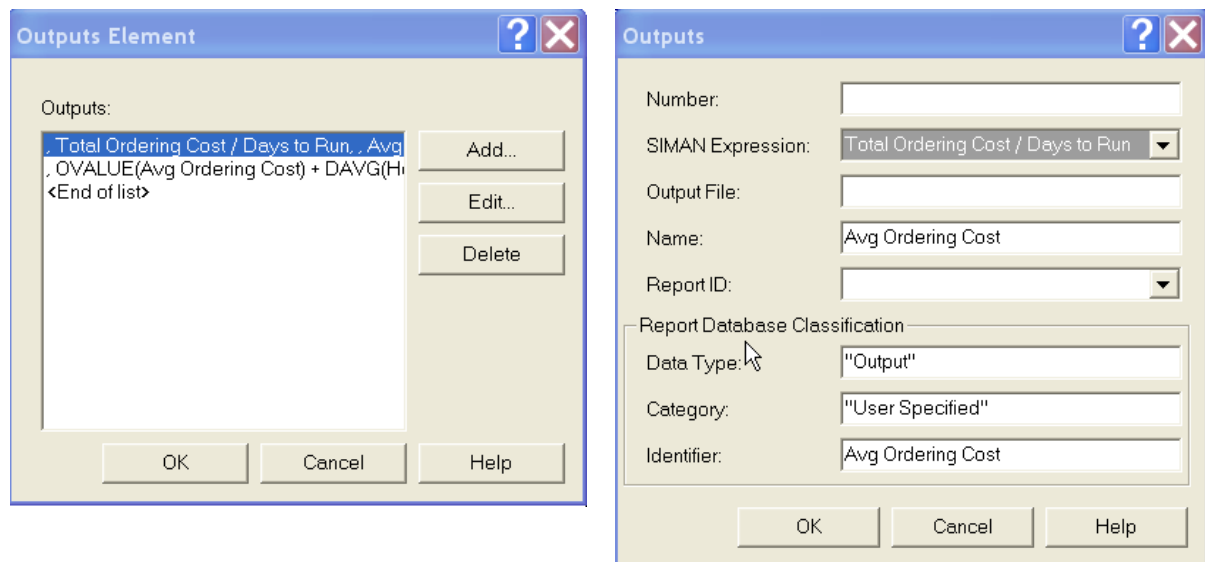 Outputs Element
Outputs:
, Total Ordering Cost / Days to Run, , Avg
, OVALUE(Avg Ordering Cost) + DAVG(H
<End of list>
Add...
Edit...
Delete
OK
Cancel
Help
Outputs
Number:
SIMAN Expression:
Total Ordering Cost / Days to Run
Output File:
Name:
Avg Ordering Cost
Report ID:
Report Database Classification
Data Type:
"Output"
Category:
"User Specified"
Identifier:
Avg Ordering Cost
OK
Cancel
Help